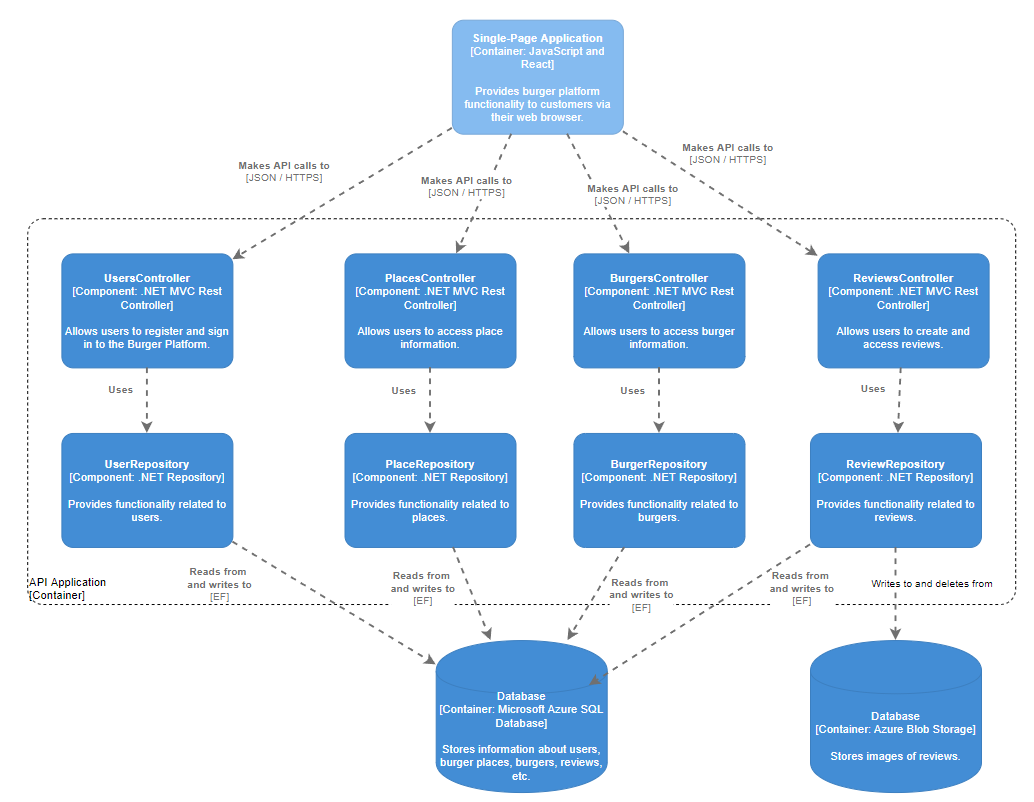 Single-Page Application
[Container: JavaScript and
React]
Provides burger platform
functionality to customers via
their web browser.
Makes API calls to
[JSON / HTTPS]
Makes API calls to
[JSON / HTTPS]
Makes API calls to
[JSON / HTTPS]
Makes API calls to
[JSON / HTTPS]
UsersController
[Component: .NET MVC Rest
Controller]
Allows users to register and sign
in to the Burger Platform.
PlacesController
[Component: .NET MVC Rest
Controller]
Allows users to access place
information.
BurgersController
[Component: .NET MVC Rest
Controller]
Allows users to access burger
information.
ReviewsController
[Component: .NET MVC Rest
Controller]
Allows users to create and
access reviews.
Uses
Uses
Uses
Uses
UserRepository
[Component: .NET Repository]
Provides functionality related to
users.
PlaceRepository
[Component: .NET Repository]
Provides functionality related to
places.
BurgerRepository
[Component: .NET Repository]
Provides functionality related to
burgers.
ReviewRepository
[Component: .NET Repository]
Provides functionality related to
reviews.
API Application
[Container]
Reads from
and writes to
[EF]
Reads from
and writes to
[EF]
Reads from
and writes to
[EF]
Reads from
and writes to
[EF]
Writes to and deletes from
Database
[Container: Microsoft Azure SQL
Database]
Stores information about users,
burger places, burgers, reviews,
etc.
Database
[Container: Azure Blob Storage]
Stores images of reviews.